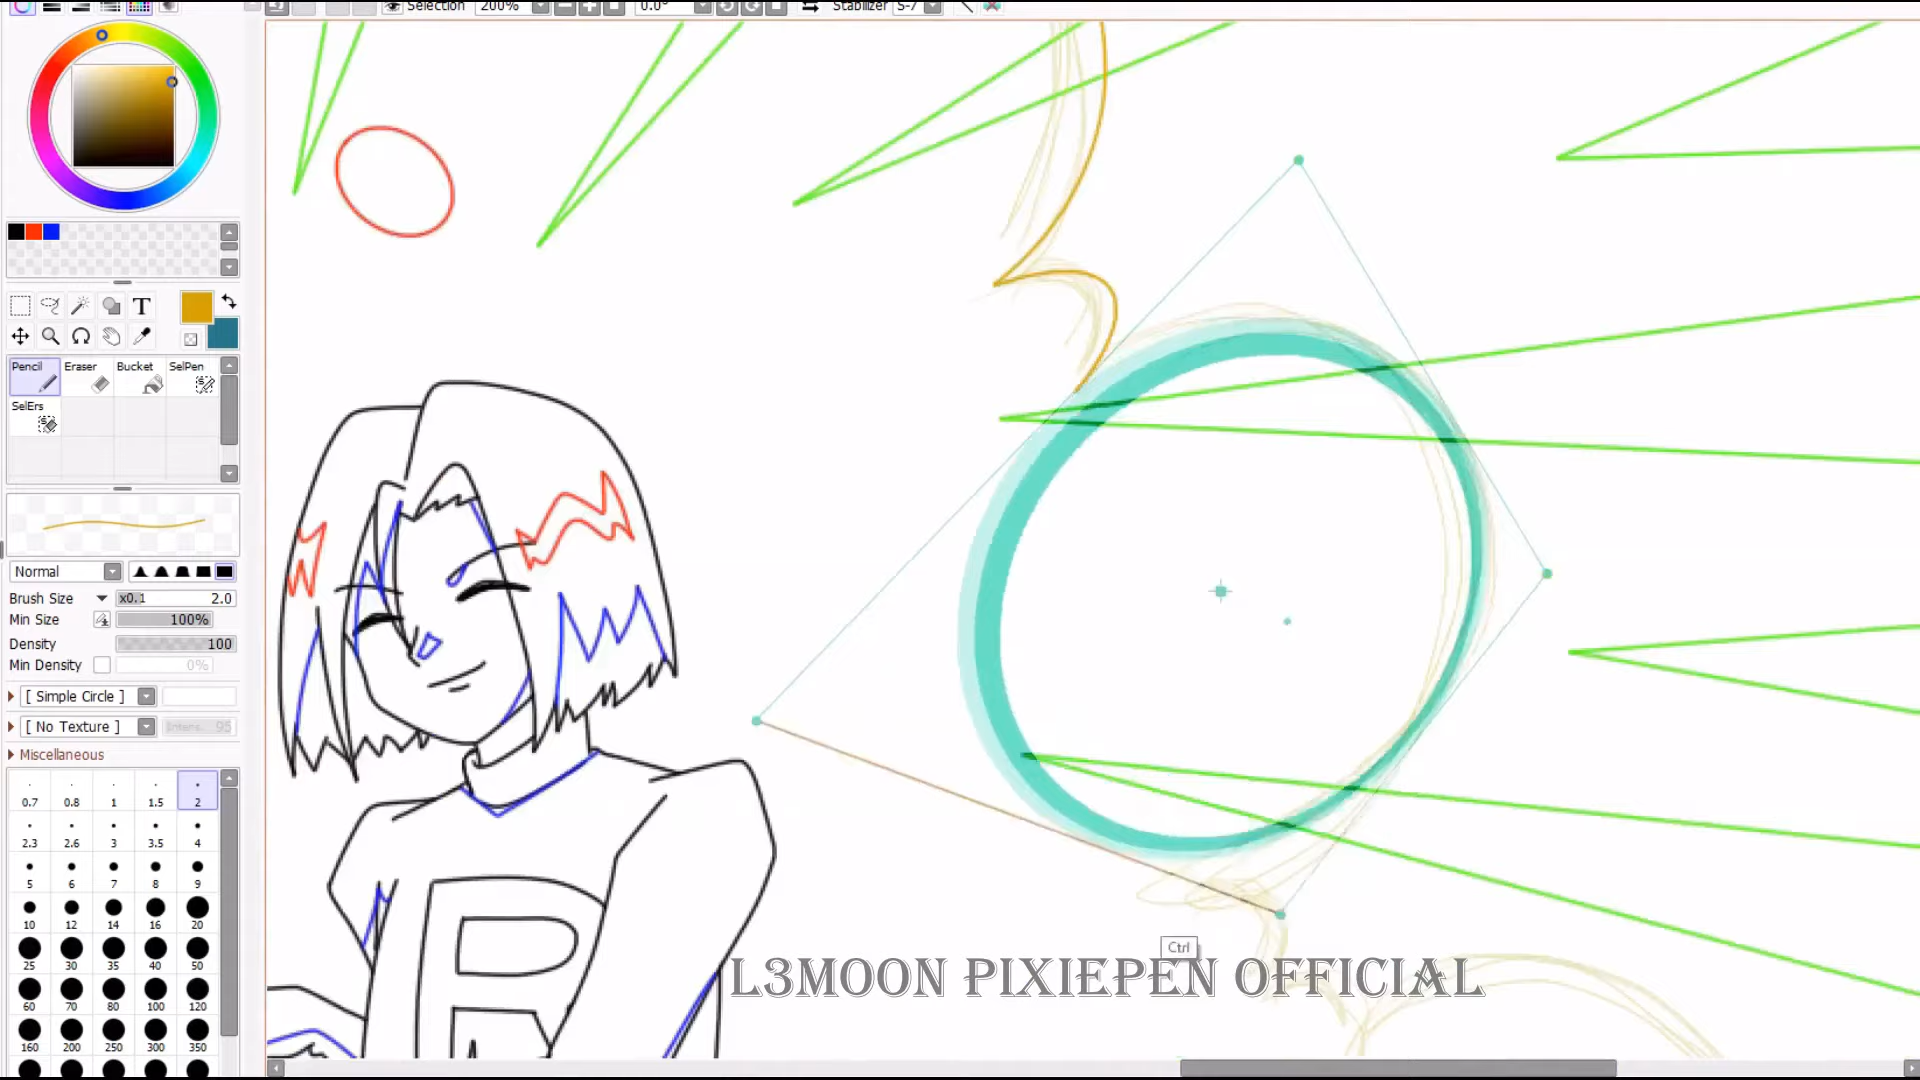 Selection 200% 0.0° Stabilizer S-7
T
Pencil Eraser Bucket SelPen
SelErs
Normal
Brush Size x0.1 2.0
Min Size 100%
Density 100
Min Density 0%
[ Simple Circle ]
[ No Texture ] Intens. 95
Miscellaneous
0.7 0.8 1 1.5 2
2.3 2.6 3 3.5 4
5 6 7 8 9
10 12 14 16 20
25 30 35 40 50
60 70 80 100 120
160 200 250 300 350
Ctrl
L3MOON PIXIEPEN OFFICIAL